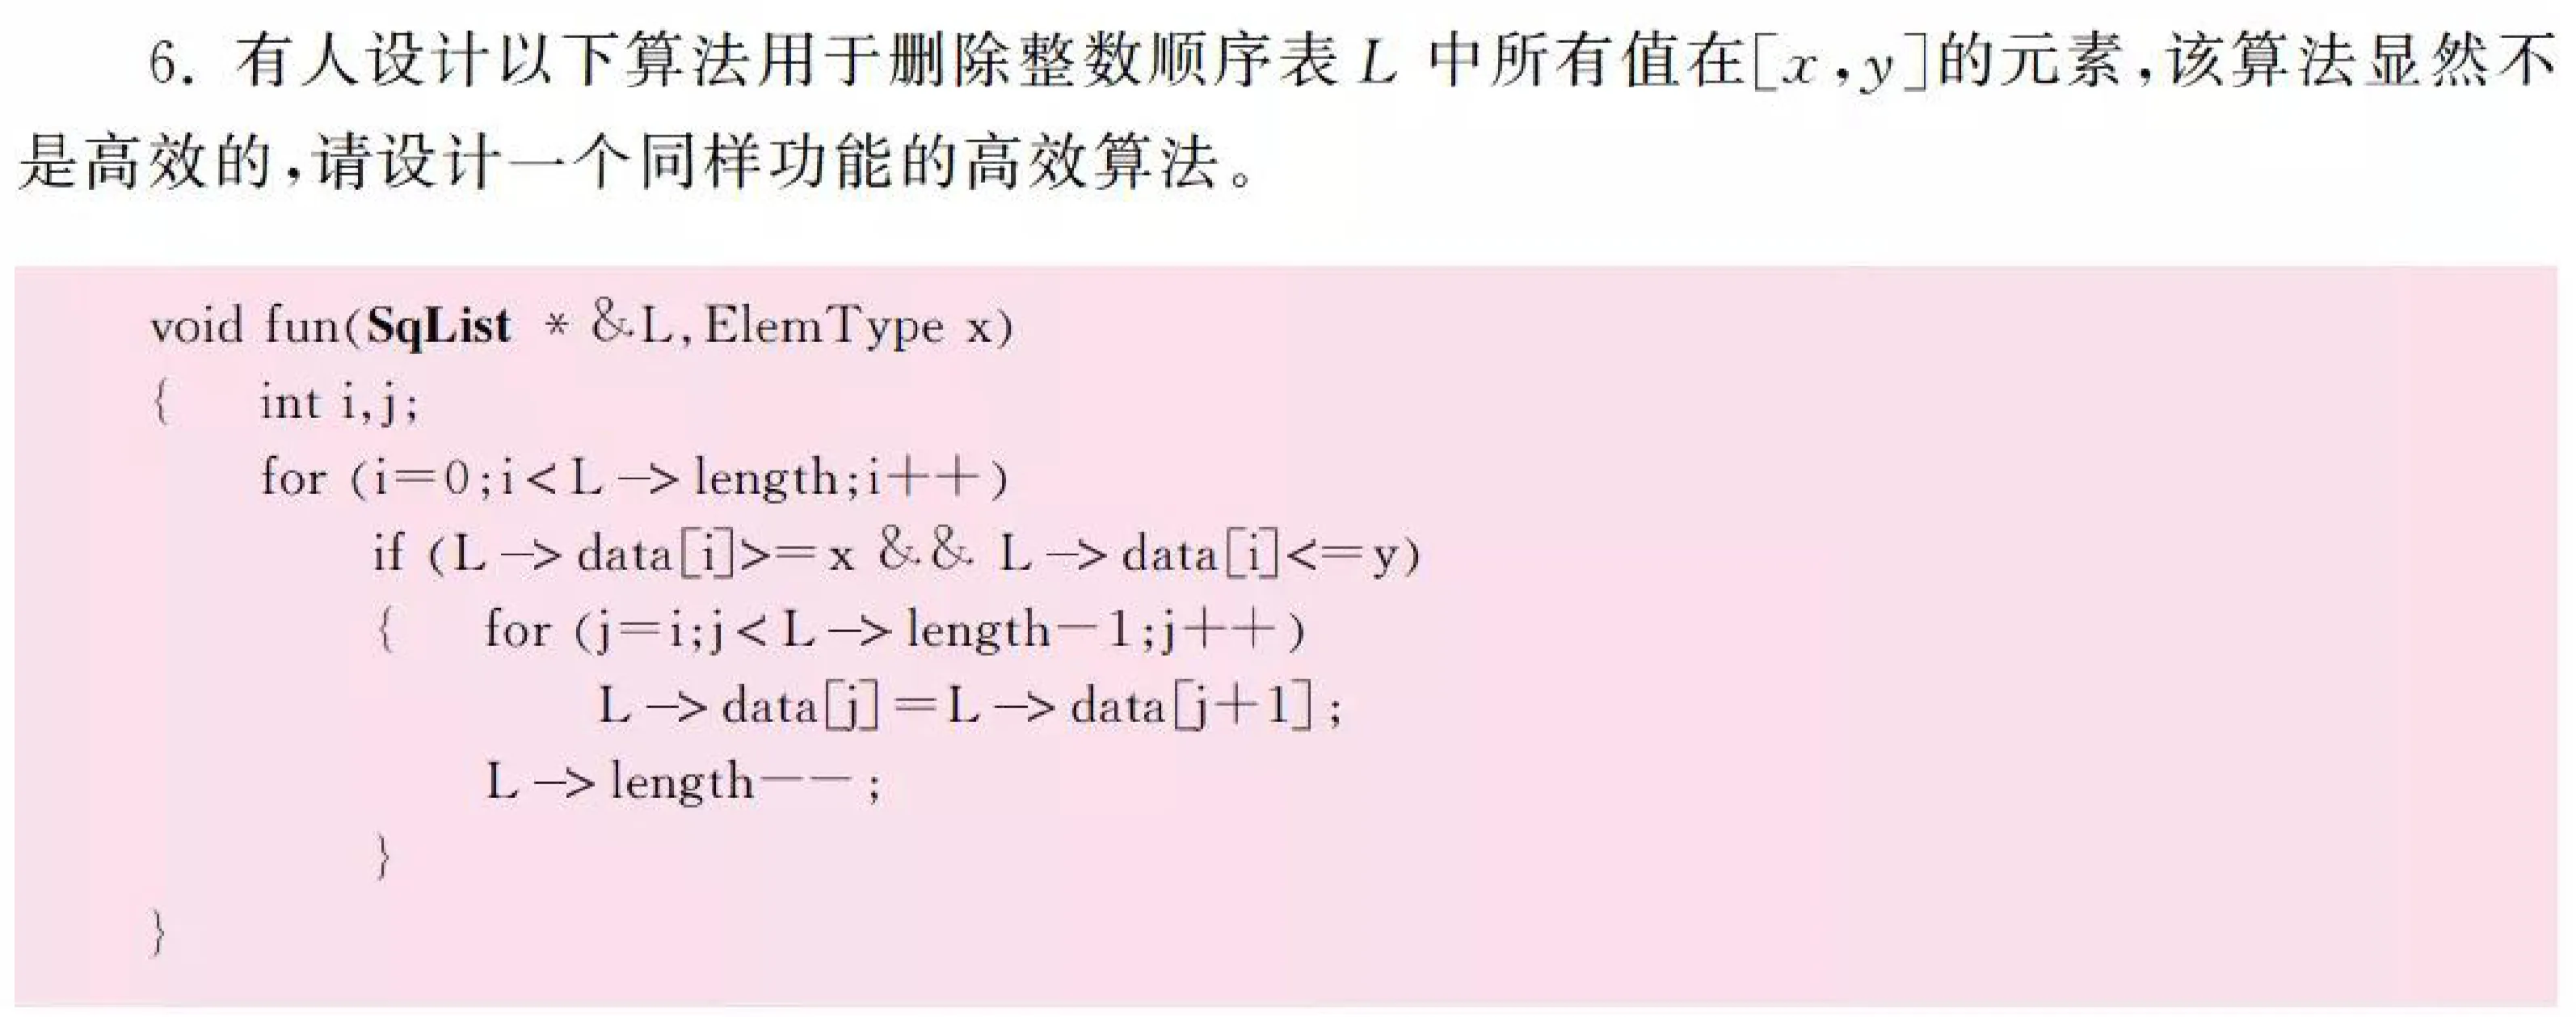 6. 有人设计以下算法用于删除整数顺序表 L 中所有值在[x,y]的元素,该算法显然不
是高效的,请设计一个同样功能的高效算法。
void fun(SqList * &L,ElemType x)
{ int i,j;
for (i=0;i<L->length;i++)
if (L->data[i]>=x && L->data[i]<=y)
{ for (j=i;j<L->length-1;j++)
L->data[j]=L->data[j+1];
L->length--;
}
}